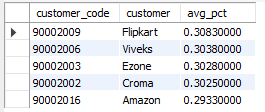 customer_code customer avg_pct
90002009 Flipkart 0.30830000
90002006 Viveks 0.30380000
90002003 Ezone 0.30280000
90002002 Croma 0.30250000
90002016 Amazon 0.29330000